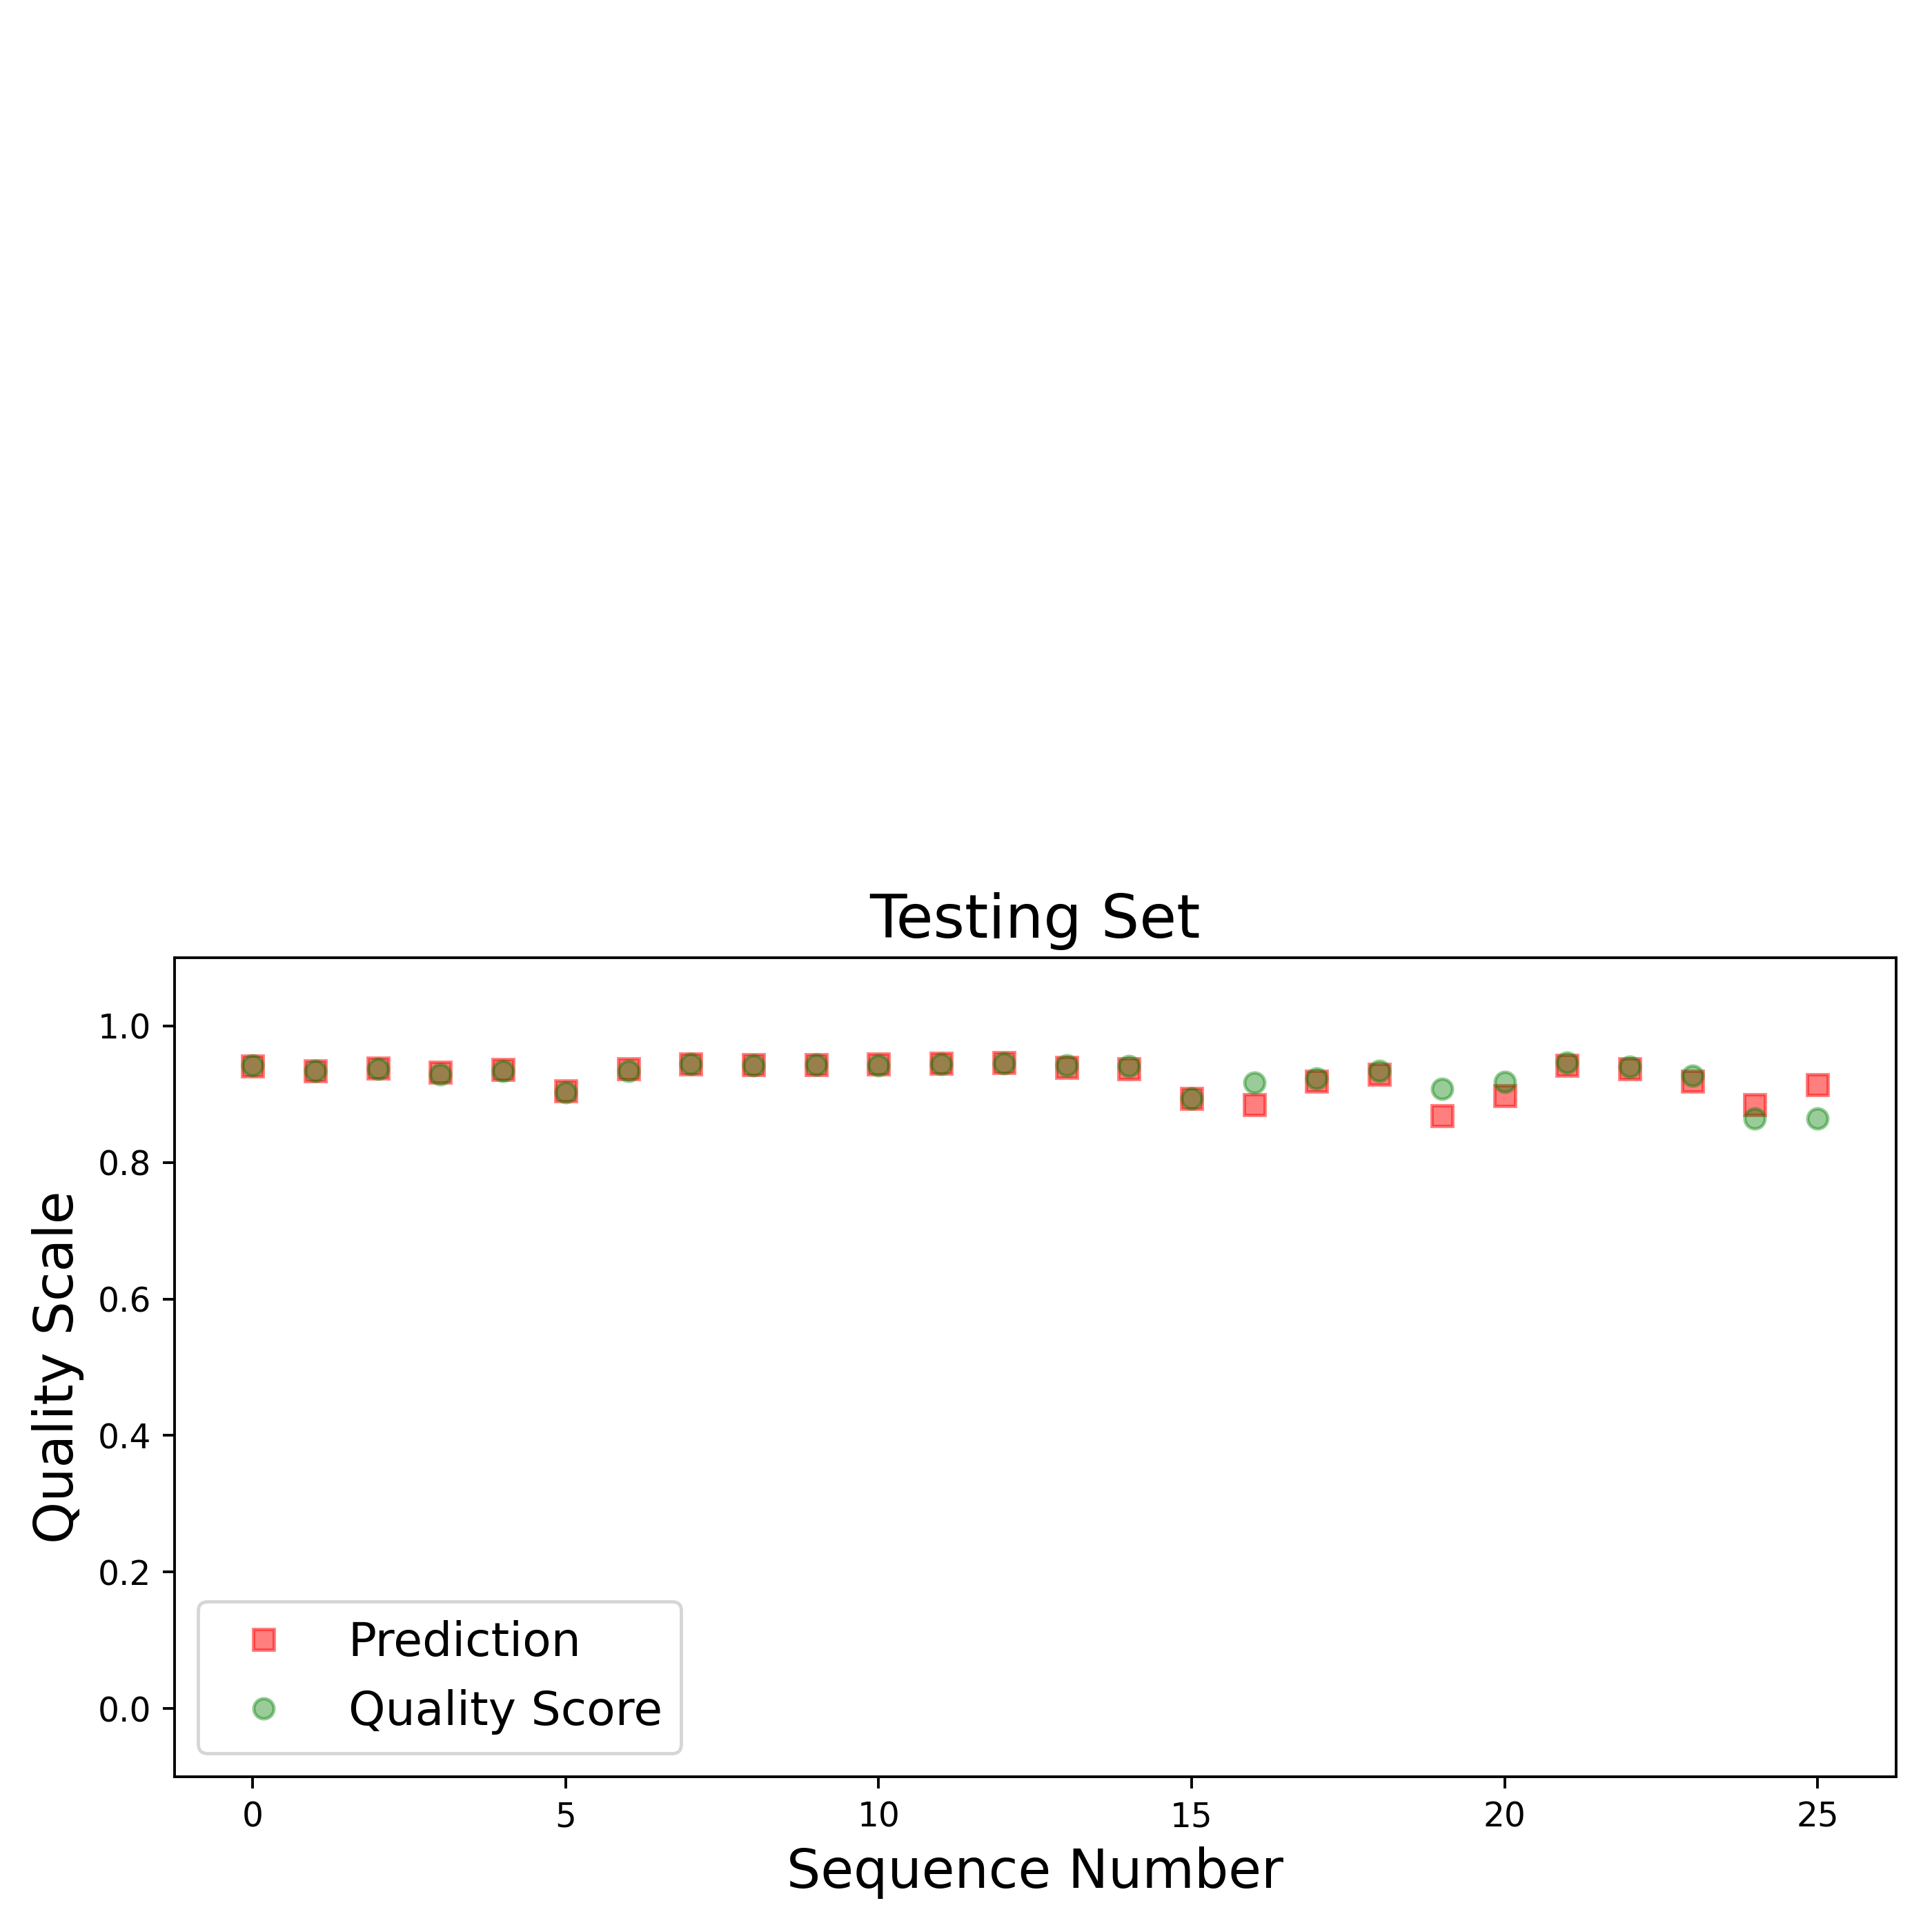 Testing Set
1.0
0.8
0.6
0.4
0.2
0.0
Quality Scale
Prediction
Quality Score
0 5 10 15 20 25
Sequence Number